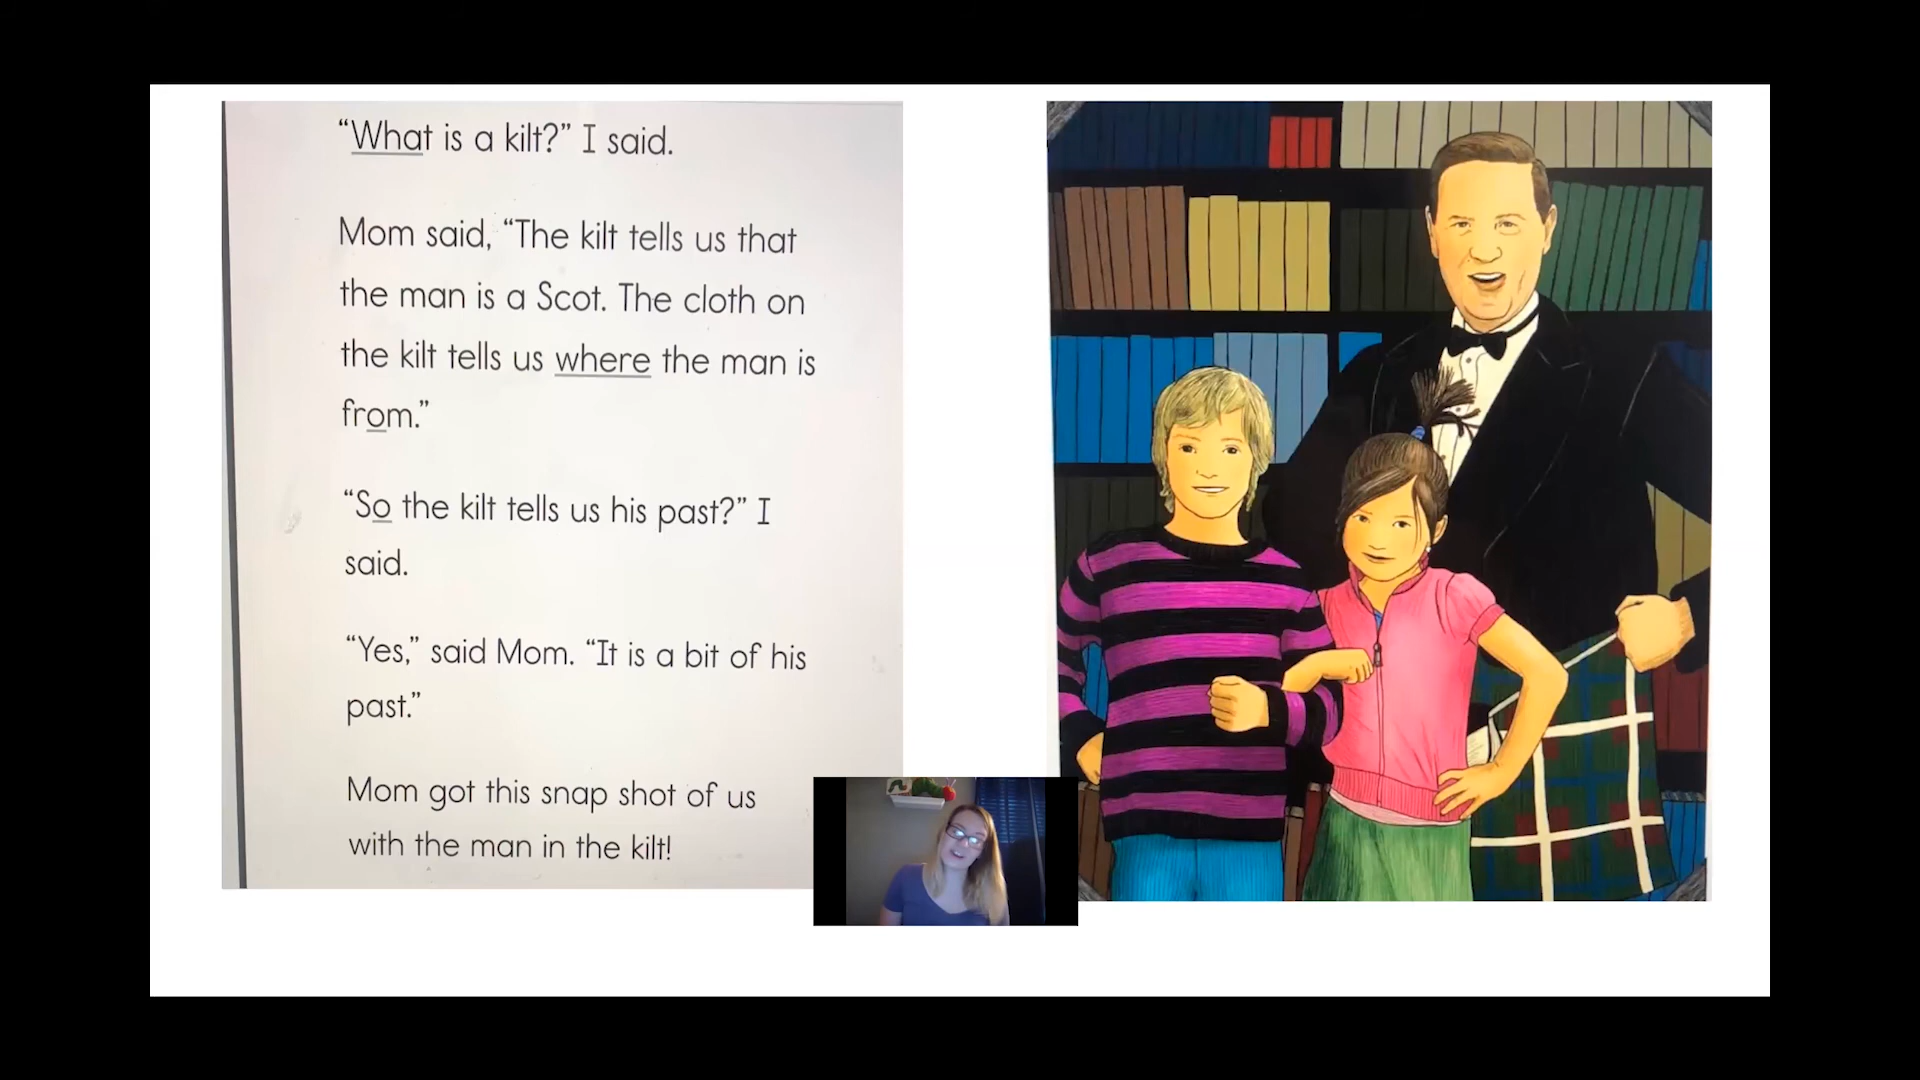 “What is a kilt?” I said.
Mom said, “The kilt tells us that
the man is a Scot. The cloth on
the kilt tells us where the man is
from.”
“So the kilt tells us his past?” I
said.
“Yes,” said Mom. “It is a bit of his
past.”
Mom got this snap shot of us
with the man in the kilt!